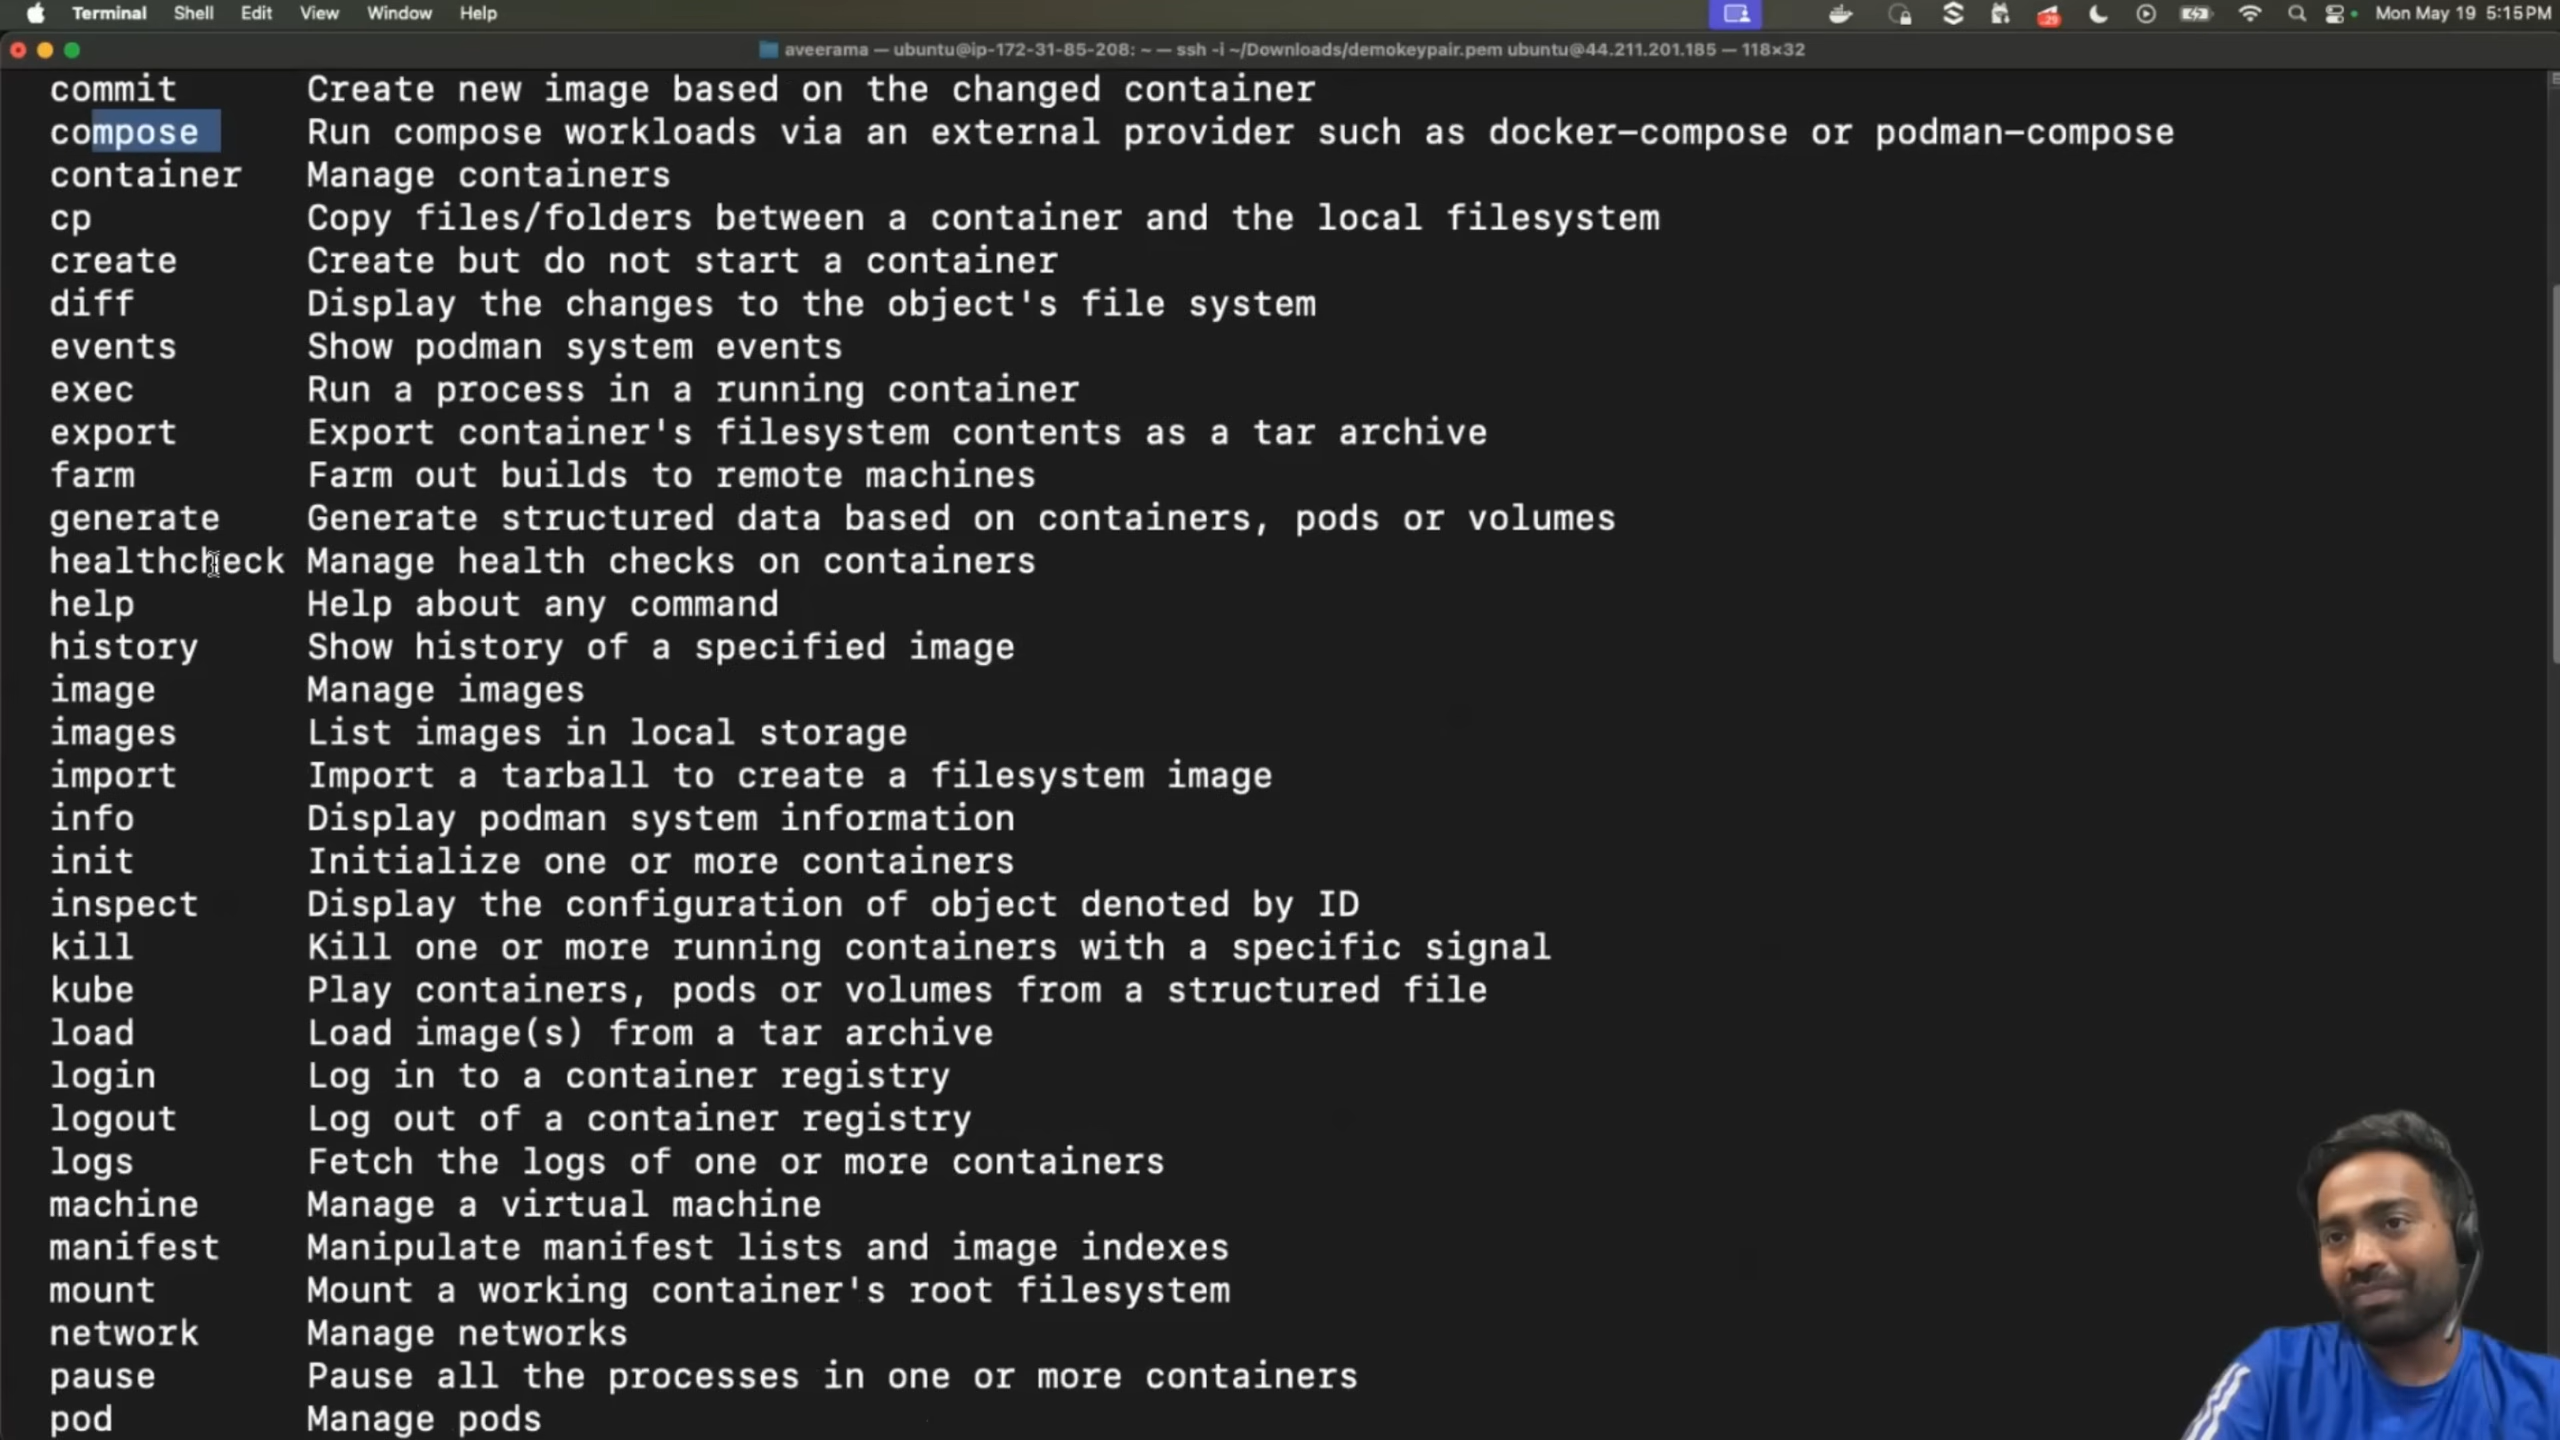 Terminal Shell Edit View Window Help Mon May 19 5:15 PM
aveerama — ubuntu@ip-172-31-85-208: ~ — ssh -i ~/Downloads/demokeypair.pem ubuntu@44.211.201.185 — 118×32
commit Create new image based on the changed container
compose Run compose workloads via an external provider such as docker-compose or podman-compose
container Manage containers
cp Copy files/folders between a container and the local filesystem
create Create but do not start a container
diff Display the changes to the object's file system
events Show podman system events
exec Run a process in a running container
export Export container's filesystem contents as a tar archive
farm Farm out builds to remote machines
generate Generate structured data based on containers, pods or volumes
healthcheck Manage health checks on containers
help Help about any command
history Show history of a specified image
image Manage images
images List images in local storage
import Import a tarball to create a filesystem image
info Display podman system information
init Initialize one or more containers
inspect Display the configuration of object denoted by ID
kill Kill one or more running containers with a specific signal
kube Play containers, pods or volumes from a structured file
load Load image(s) from a tar archive
login Log in to a container registry
logout Log out of a container registry
logs Fetch the logs of one or more containers
machine Manage a virtual machine
manifest Manipulate manifest lists and image indexes
mount Mount a working container's root filesystem
network Manage networks
pause Pause all the processes in one or more containers
pod Manage pods